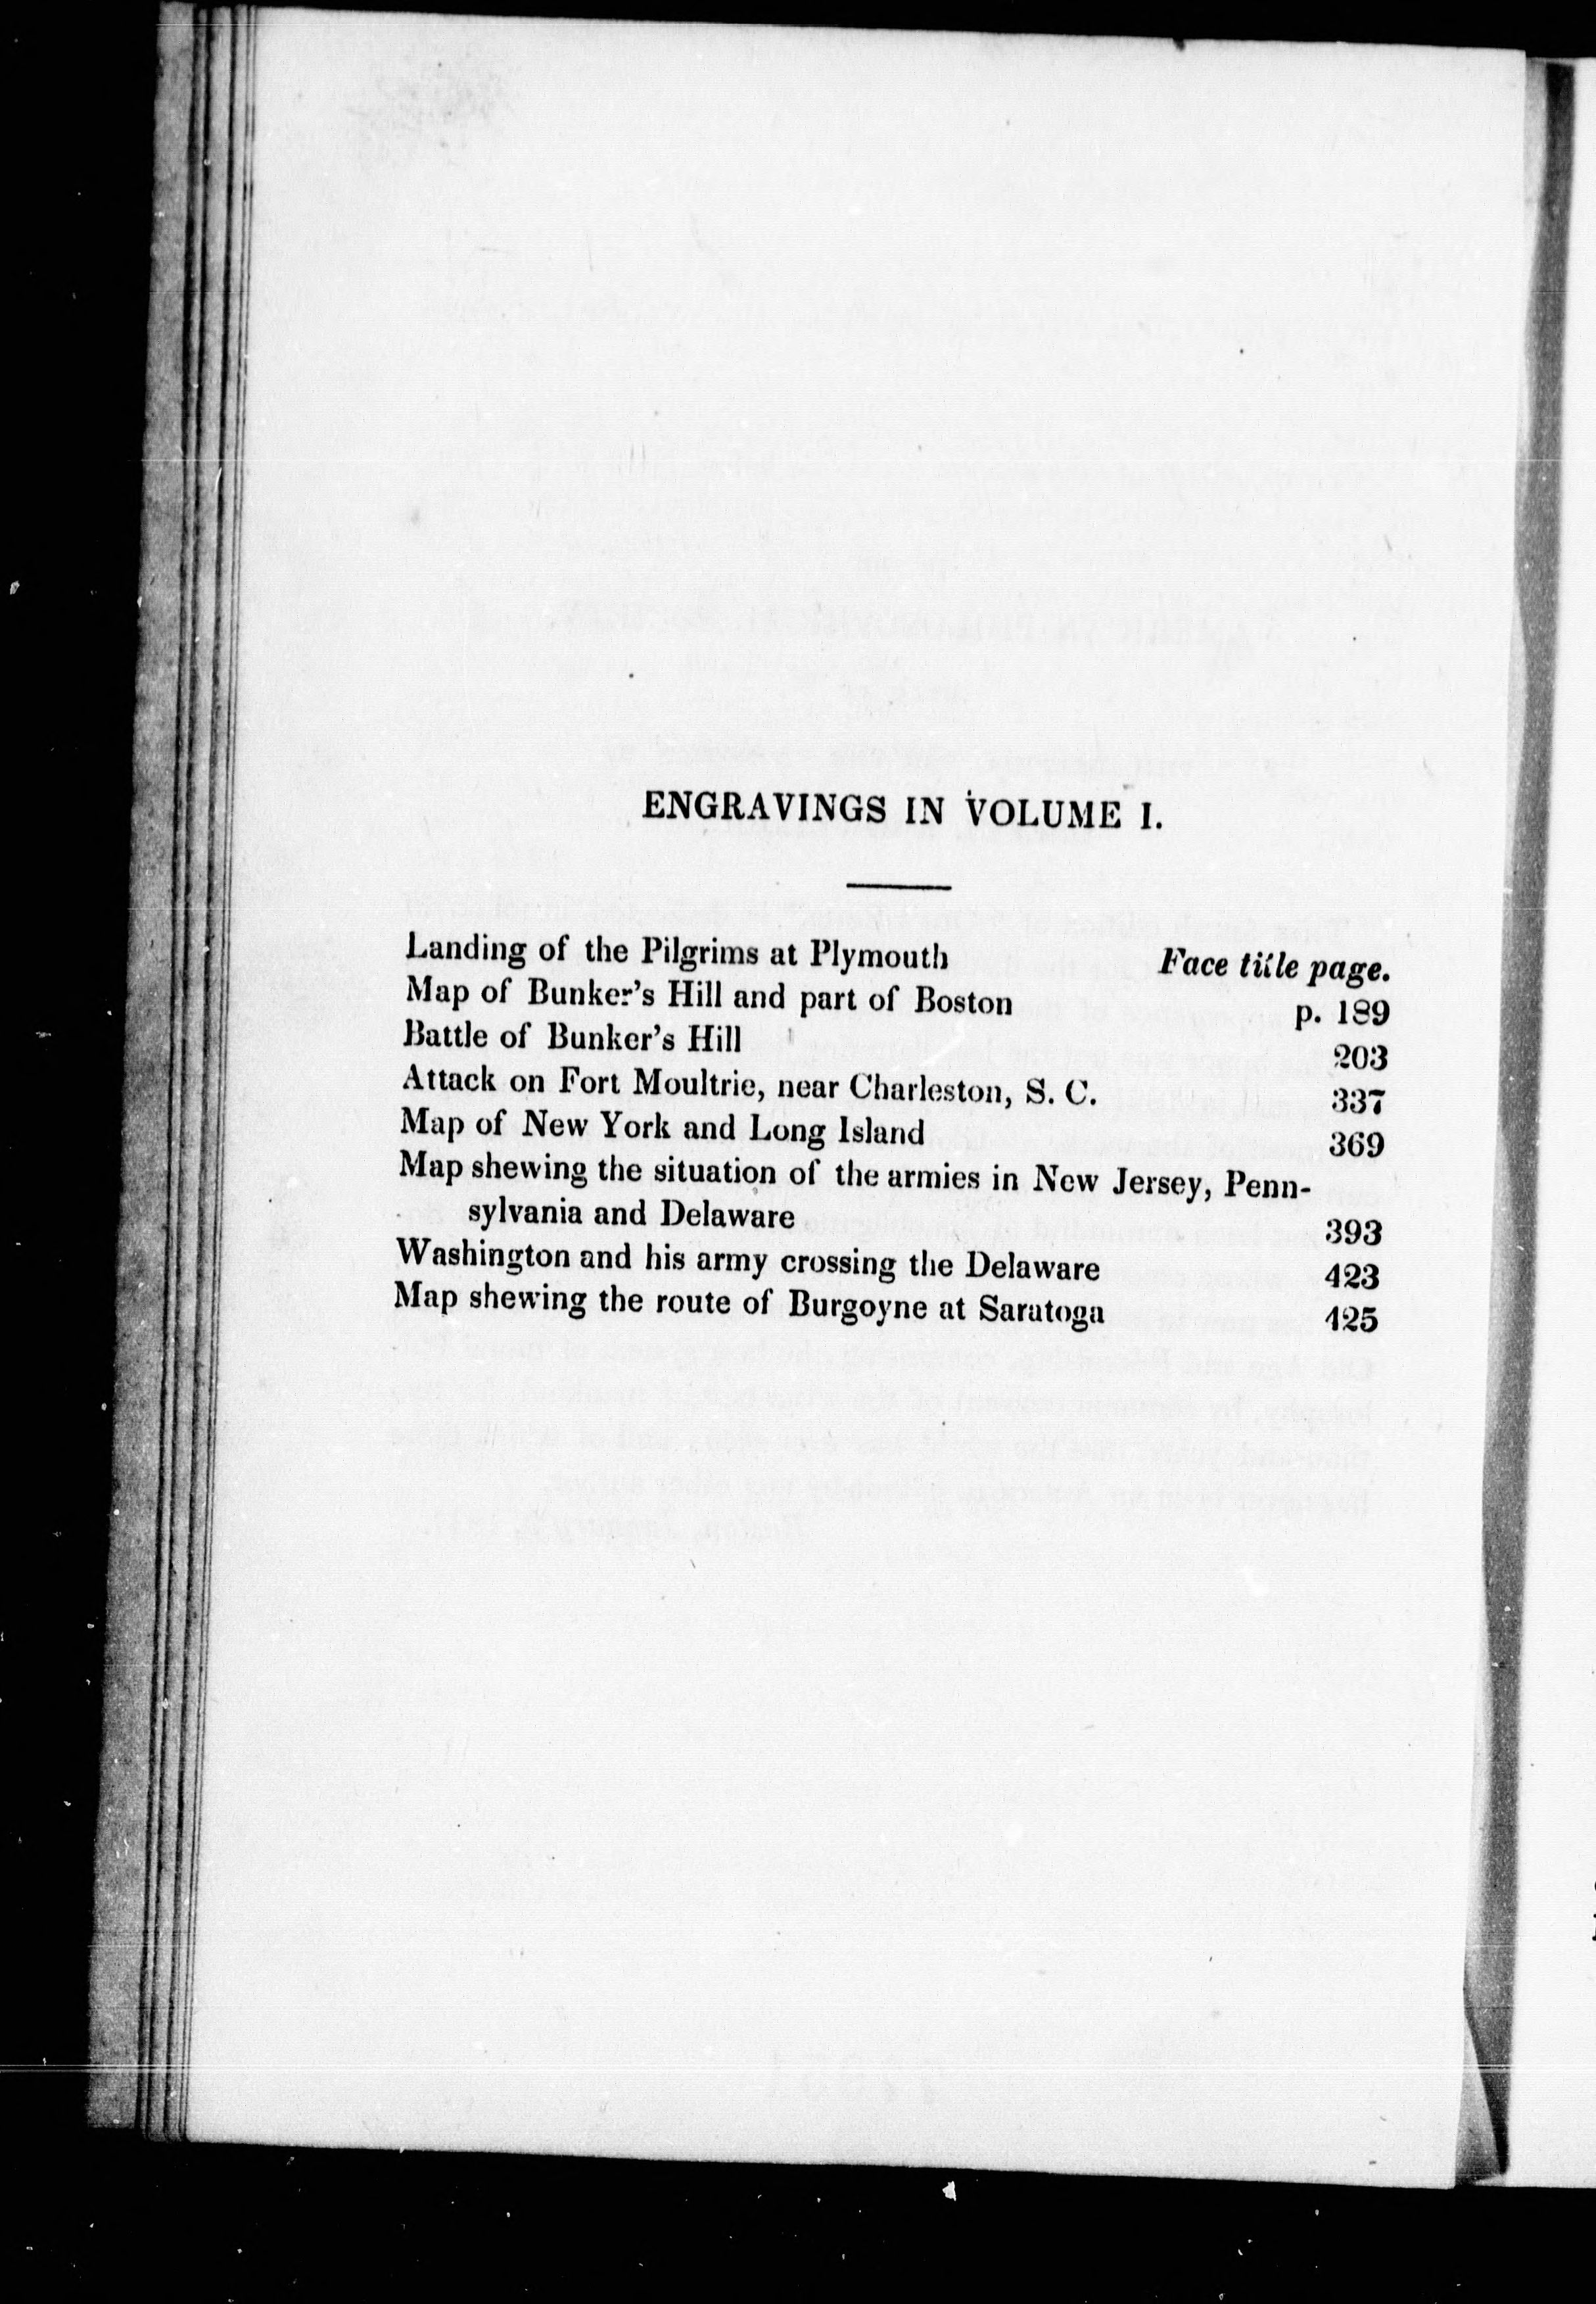 ENGRAVINGS IN VOLUME I.
Landing of the Pilgrims at Plymouth Face title page.
Map of Bunker's Hill and part of Boston p. 189
Battle of Bunker's Hill 203
Attack on Fort Moultrie, near Charleston, S. C. 337
Map of New York and Long Island 369
Map shewing the situation of the armies in New Jersey, Penn-
sylvania and Delaware 393
Washington and his army crossing the Delaware 423
Map shewing the route of Burgoyne at Saratoga 425